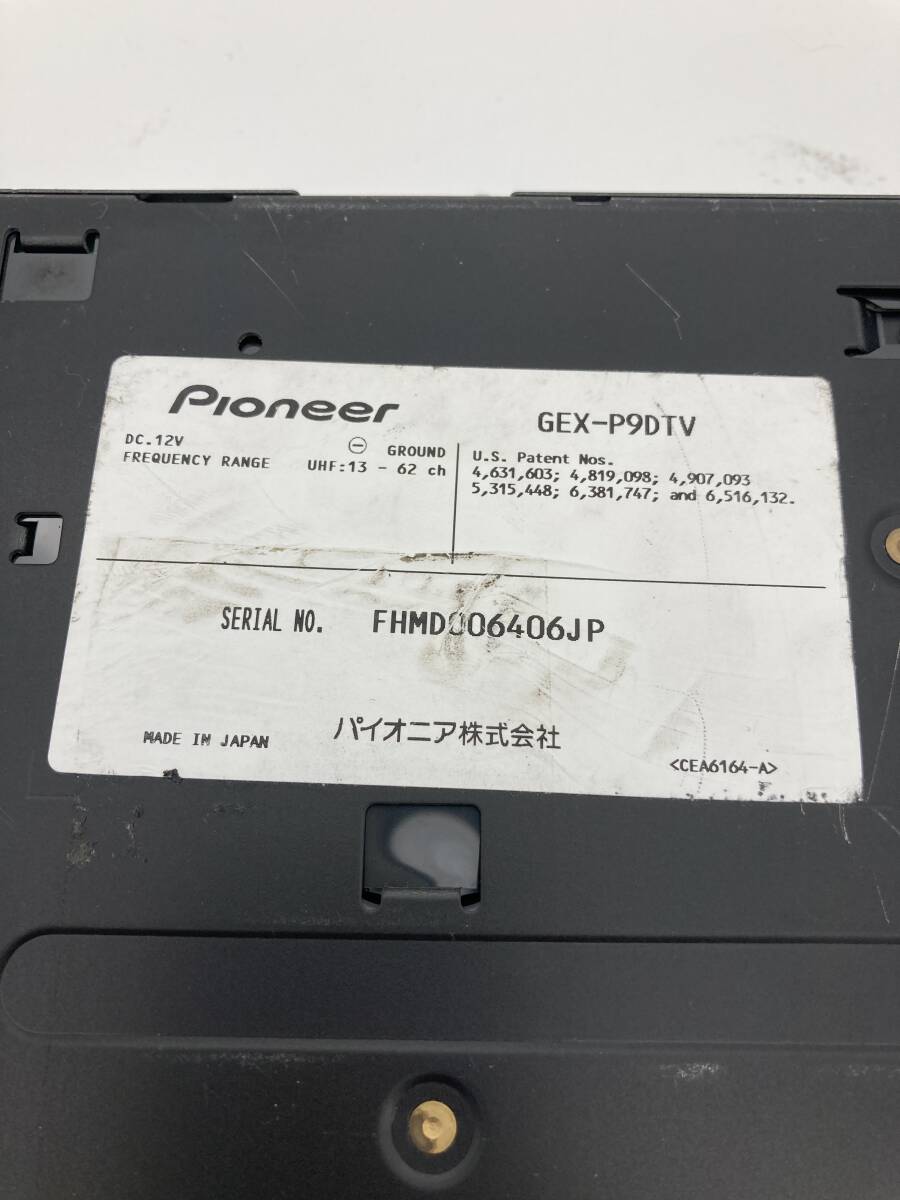 Pioneer
GEX-P9DTV
DC.12V ⊖ GROUND
FREQUENCY RANGE UHF:13 - 62 ch
U.S. Patent Nos.
4,631,603; 4,819,098; 4,907,093
5,315,448; 6,381,747; and 6,516,132.
SERIAL NO. FHMD006406JP
MADE IN JAPAN パイオニア株式会社
<CEA6164-A>